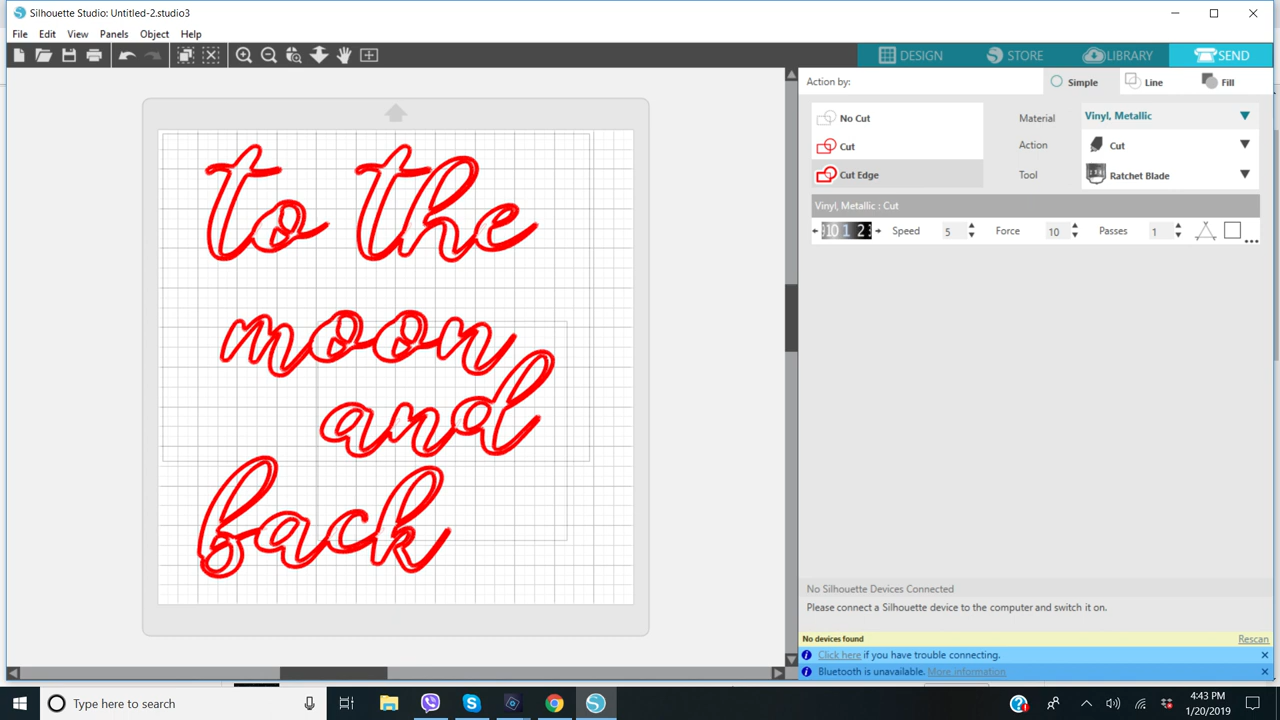 Silhouette Studio: Untitled-2.studio3
File Edit View Panels Object Help
DESIGN STORE LIBRARY SEND
Action by: Simple Line Fill
No Cut
Cut
Cut Edge
Material Vinyl, Metallic
Action Cut
Tool Ratchet Blade
Vinyl, Metallic : Cut
10 1 2 Speed 5 Force 10 Passes 1
to the
moon
and
back
No Silhouette Devices Connected
Please connect a Silhouette device to the computer and switch it on.
No devices found Rescan
Click here if you have trouble connecting.
Bluetooth is unavailable. More information
Type here to search
4:43 PM
1/20/2019